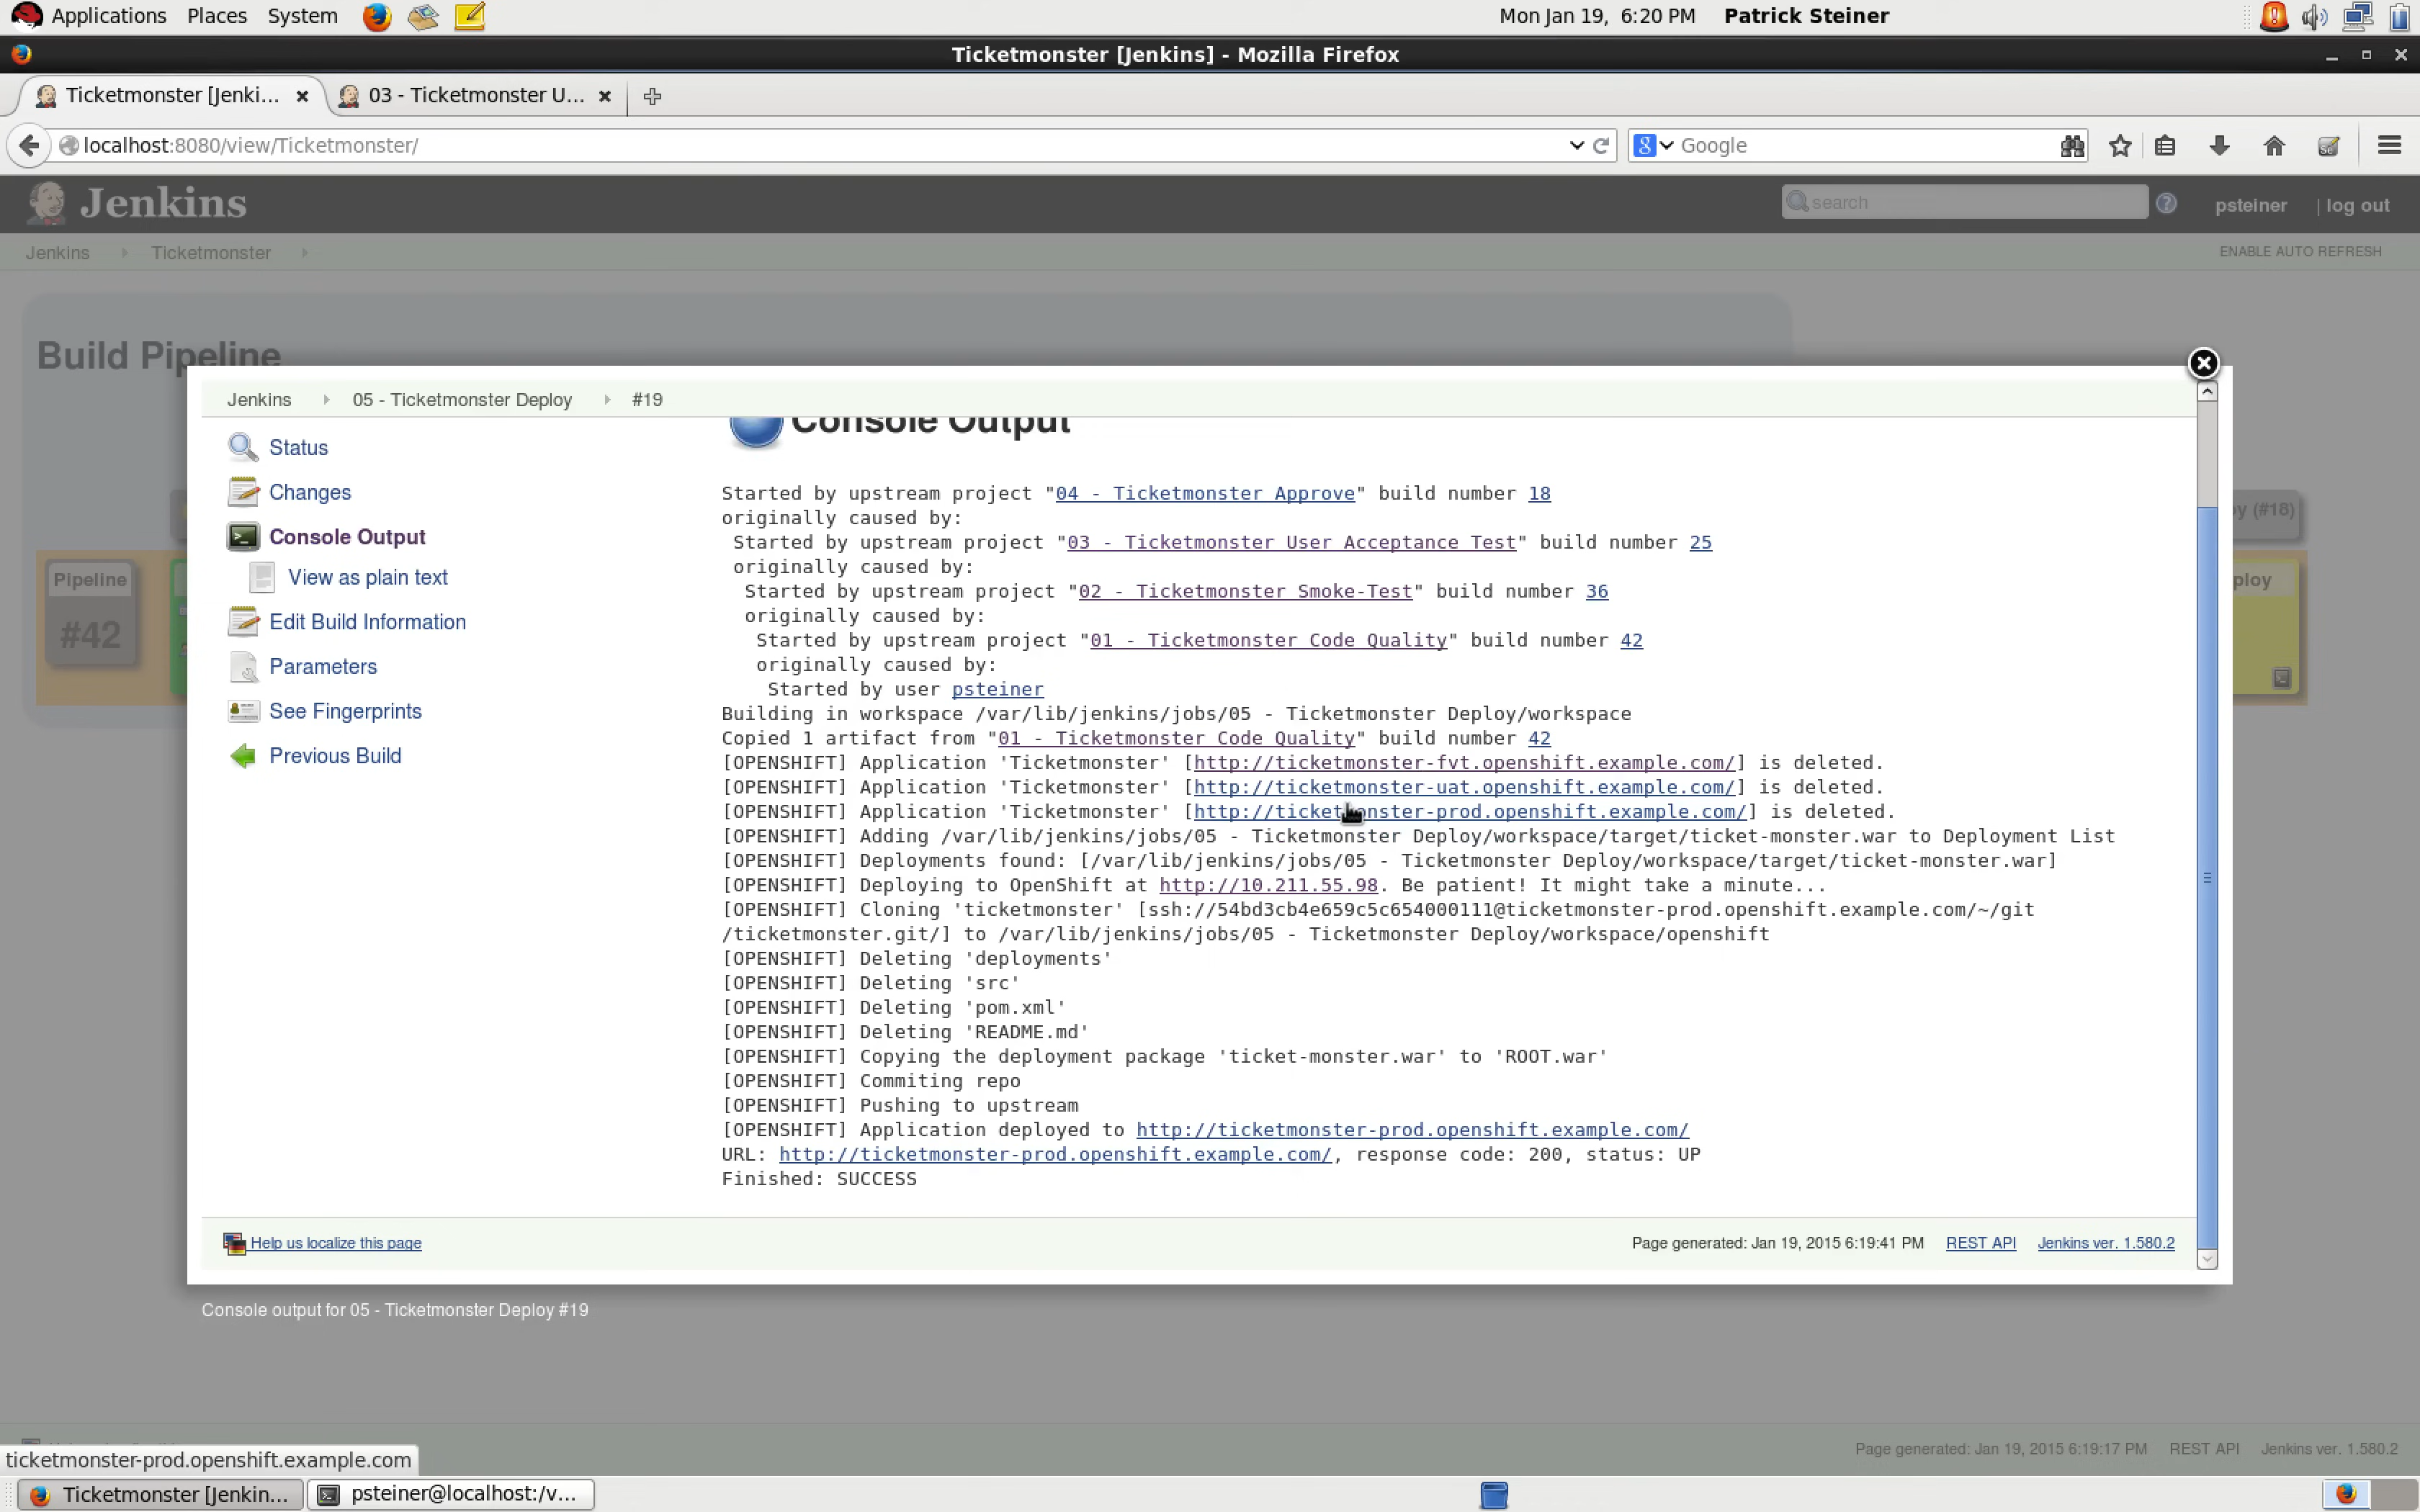 Applications Places System
Mon Jan 19, 6:20 PM Patrick Steiner
Ticketmonster [Jenkins] - Mozilla Firefox
Ticketmonster [Jenki...
03 - Ticketmonster U...
localhost:8080/view/Ticketmonster/
Google
Jenkins
search
psteiner
| log out
Jenkins
Ticketmonster
ENABLE AUTO REFRESH
Build Pipeline
Jenkins
05 - Ticketmonster Deploy
#19
Console Output
Status
Changes
Console Output
View as plain text
Edit Build Information
Parameters
See Fingerprints
Previous Build
Pipeline
#42
y (#18)
ploy
Started by upstream project "04 - Ticketmonster Approve" build number 18
originally caused by:
Started by upstream project "03 - Ticketmonster User Acceptance Test" build number 25
originally caused by:
Started by upstream project "02 - Ticketmonster Smoke-Test" build number 36
originally caused by:
Started by upstream project "01 - Ticketmonster Code Quality" build number 42
originally caused by:
Started by user psteiner
Building in workspace /var/lib/jenkins/jobs/05 - Ticketmonster Deploy/workspace
Copied 1 artifact from "01 - Ticketmonster Code Quality" build number 42
[OPENSHIFT] Application 'Ticketmonster' [http://ticketmonster-fvt.openshift.example.com/] is deleted.
[OPENSHIFT] Application 'Ticketmonster' [http://ticketmonster-uat.openshift.example.com/] is deleted.
[OPENSHIFT] Application 'Ticketmonster' [http://ticketmonster-prod.openshift.example.com/] is deleted.
[OPENSHIFT] Adding /var/lib/jenkins/jobs/05 - Ticketmonster Deploy/workspace/target/ticket-monster.war to Deployment List
[OPENSHIFT] Deployments found: [/var/lib/jenkins/jobs/05 - Ticketmonster Deploy/workspace/target/ticket-monster.war]
[OPENSHIFT] Deploying to OpenShift at http://10.211.55.98. Be patient! It might take a minute...
[OPENSHIFT] Cloning 'ticketmonster' [ssh://54bd3cb4e659c5c654000111@ticketmonster-prod.openshift.example.com/~/git
/ticketmonster.git/] to /var/lib/jenkins/jobs/05 - Ticketmonster Deploy/workspace/openshift
[OPENSHIFT] Deleting 'deployments'
[OPENSHIFT] Deleting 'src'
[OPENSHIFT] Deleting 'pom.xml'
[OPENSHIFT] Deleting 'README.md'
[OPENSHIFT] Copying the deployment package 'ticket-monster.war' to 'ROOT.war'
[OPENSHIFT] Commiting repo
[OPENSHIFT] Pushing to upstream
[OPENSHIFT] Application deployed to http://ticketmonster-prod.openshift.example.com/
URL: http://ticketmonster-prod.openshift.example.com/, response code: 200, status: UP
Finished: SUCCESS
Help us localize this page
Page generated: Jan 19, 2015 6:19:41 PM REST API Jenkins ver. 1.580.2
Console output for 05 - Ticketmonster Deploy #19
Page generated: Jan 19, 2015 6:19:17 PM REST API Jenkins ver. 1.580.2
ticketmonster-prod.openshift.example.com
Ticketmonster [Jenkin...
psteiner@localhost:/v...